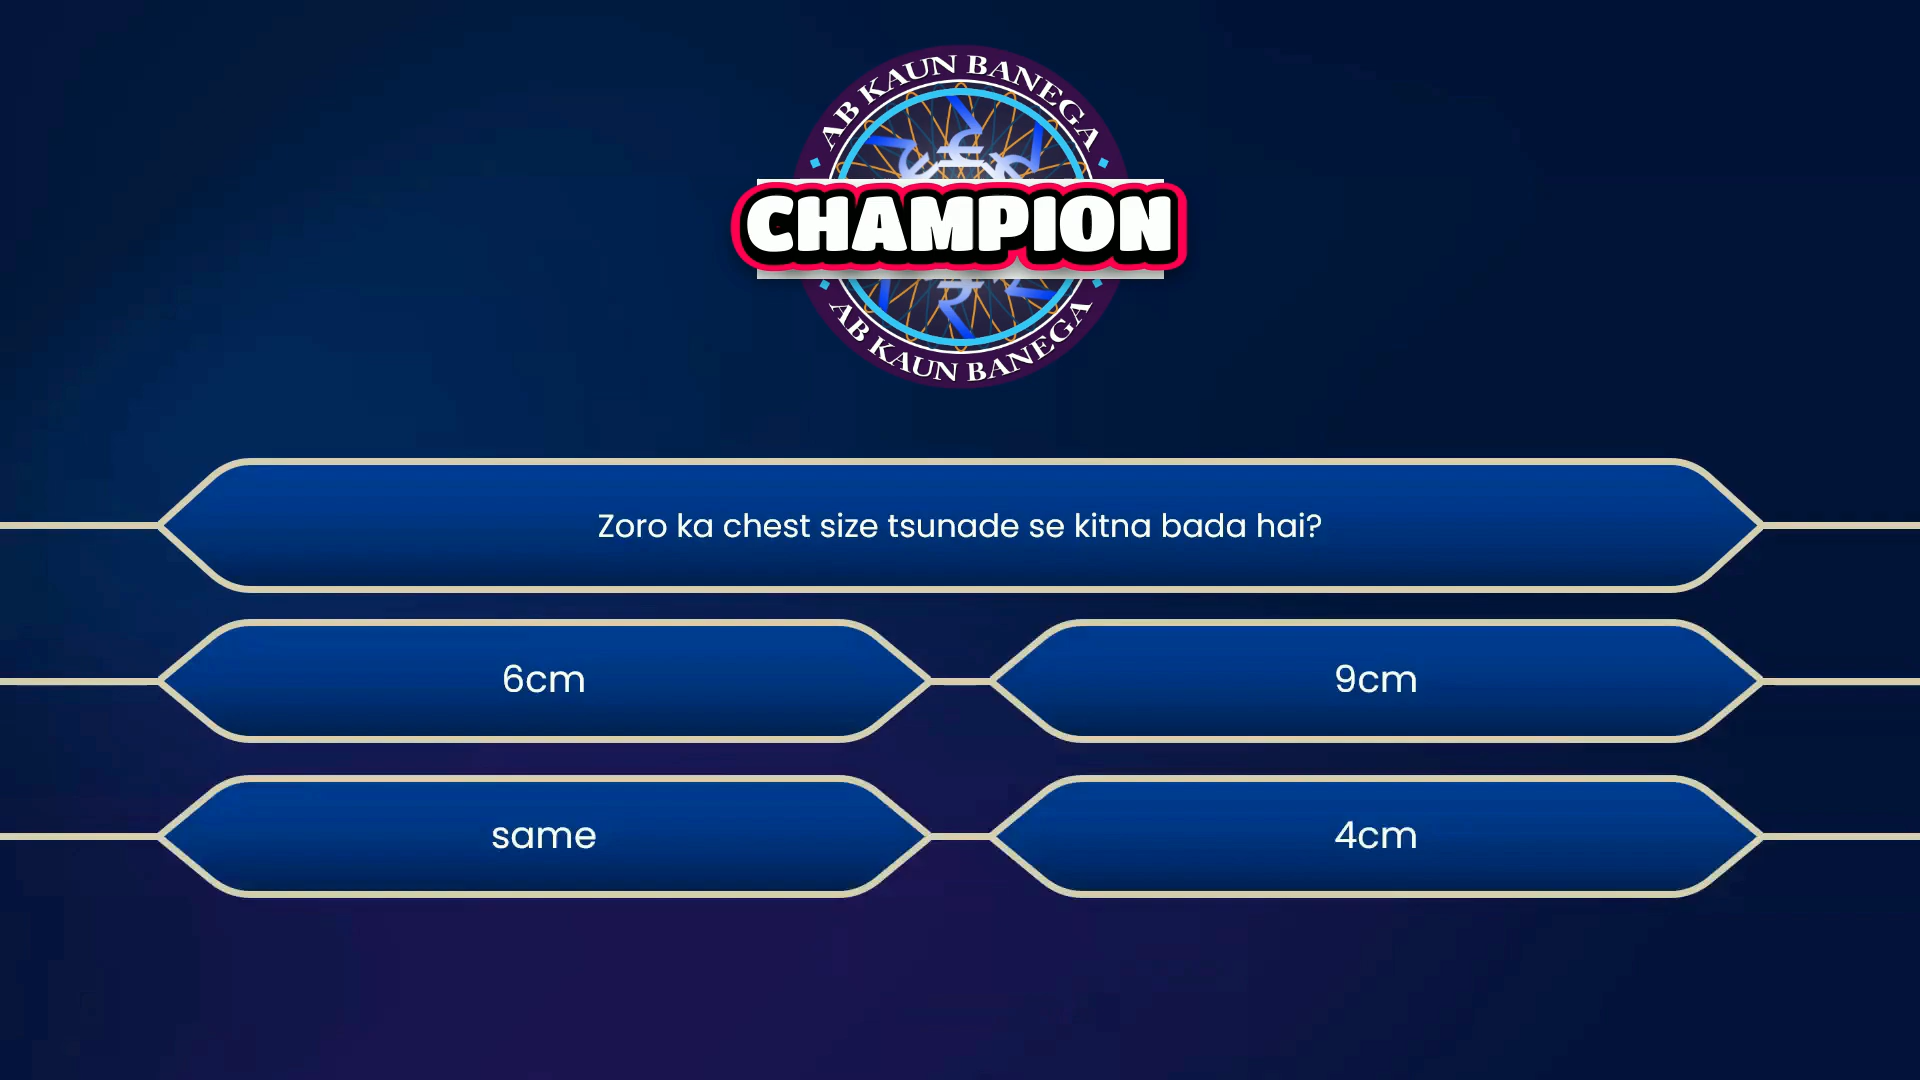 AB KAUN BANEGA
CHAMPION
AB KAUN BANEGA
Zoro ka chest size tsunade se kitna bada hai?
6cm
9cm
same
4cm